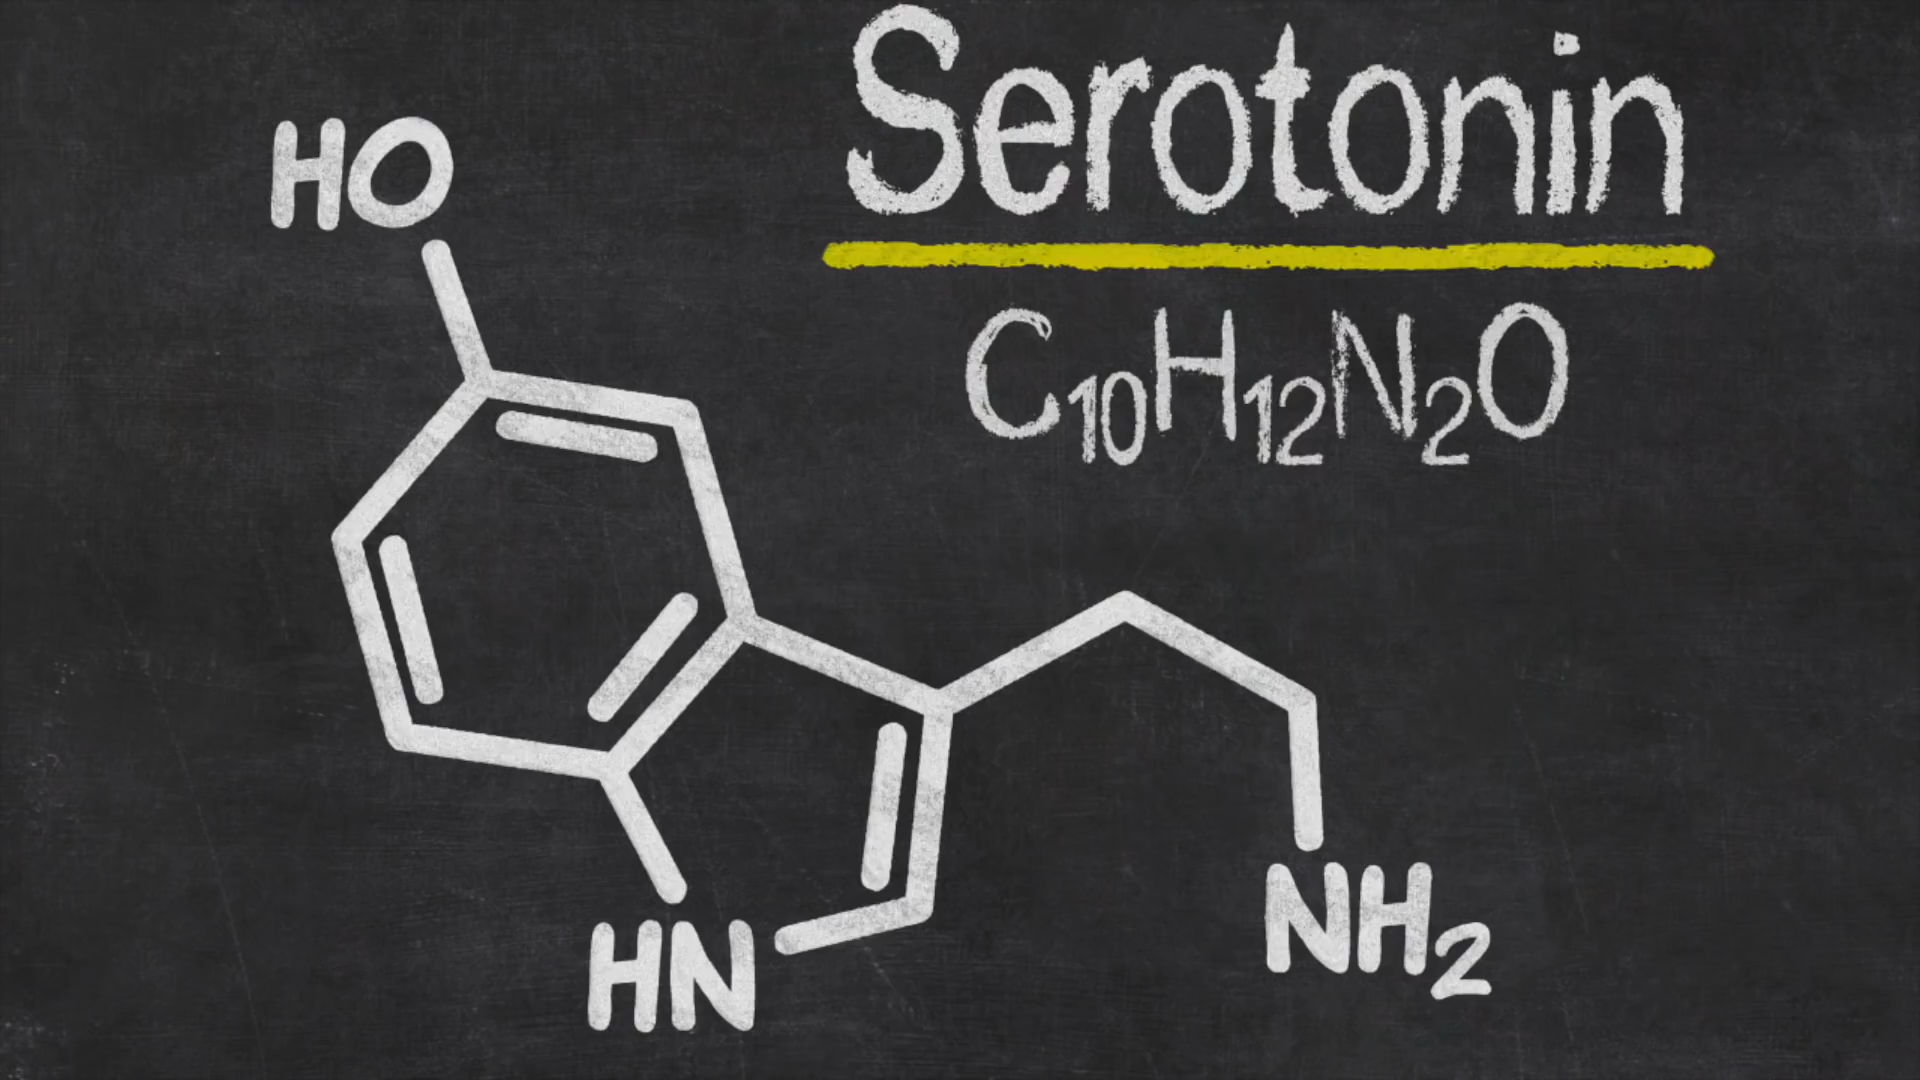 Serotonin
C₁₀H₁₂N₂O
HO
HN
NH₂